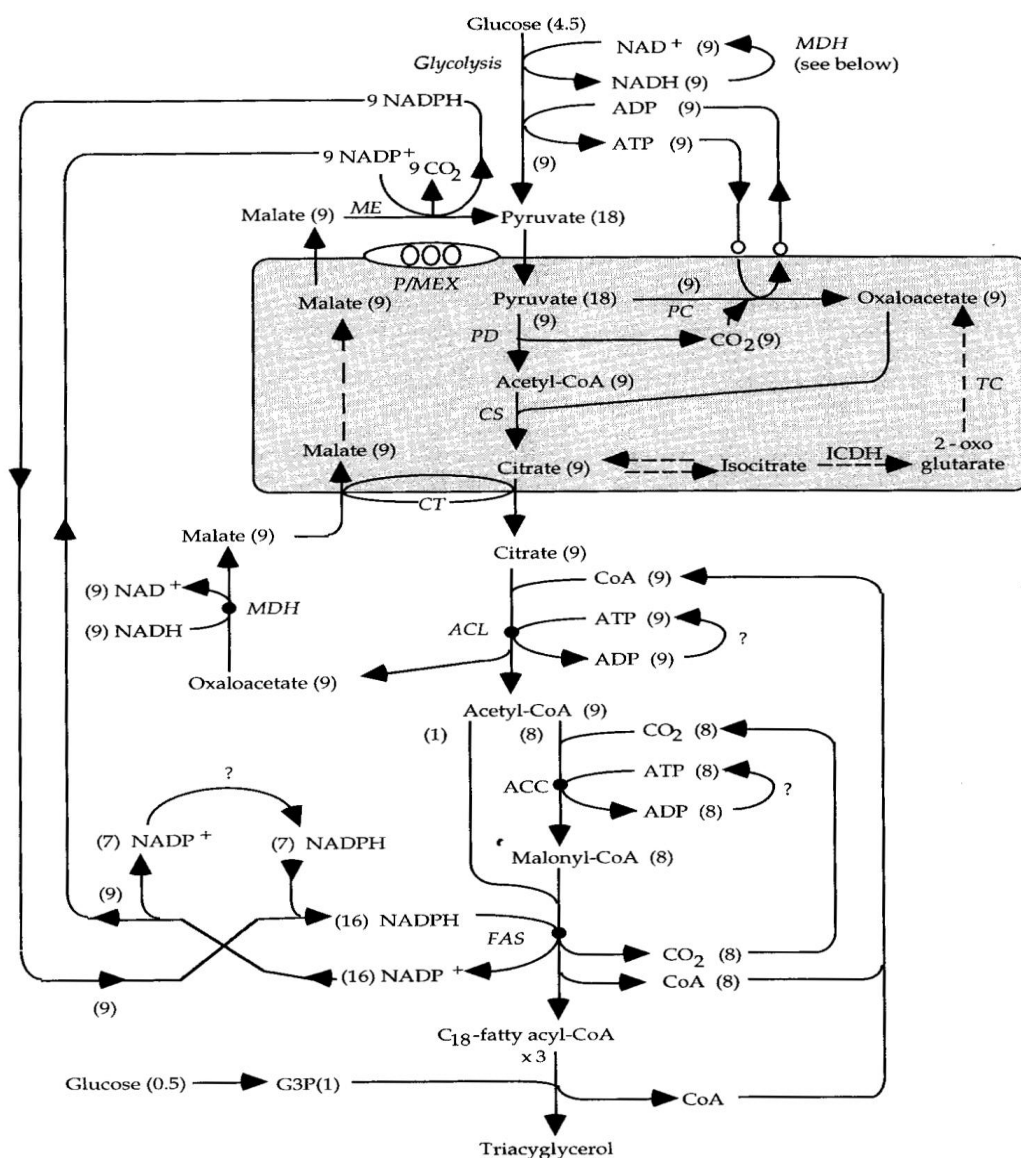 Glucose (4.5)
NAD+ (9)
MDH
(see below)
Glycolysis
NADH (9)
9 NADPH
ADP (9)
ATP (9)
9 NADP+
9 CO2
(9)
Malate (9)
ME
Pyruvate (18)
P/MEX
Malate (9)
Pyruvate (18)
(9)
PC
Oxaloacetate (9)
(9)
PD
CO2 (9)
Acetyl-CoA (9)
CS
TC
Malate (9)
Citrate (9)
Isocitrate
ICDH
2-oxo
glutarate
CT
Malate (9)
Citrate (9)
CoA (9)
(9) NAD+
MDH
(9) NADH
ACL
ATP (9)
?
ADP (9)
Oxaloacetate (9)
Acetyl-CoA (9)
(1)
(8)
CO2 (8)
?
ATP (8)
ACC
?
ADP (8)
(7) NADP+
(7) NADPH
Malonyl-CoA (8)
(9)
(16) NADPH
FAS
CO2 (8)
(16) NADP+
CoA (8)
(9)
C18-fatty acyl-CoA
x 3
Glucose (0.5)
G3P(1)
CoA
Triacyglycerol